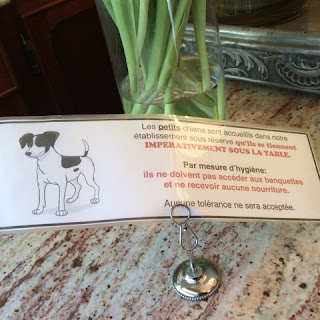 Les petits chiens sont accueillis dans notre
établissement sous réserve qu'ils se tiennent
IMPERATIVEMENT SOUS LA TABLE.
Par mesure d'hygiène:
ils ne doivent pas accéder aux banquettes
et ne recevoir aucune nourriture.
Aucune tolérance ne sera acceptée.